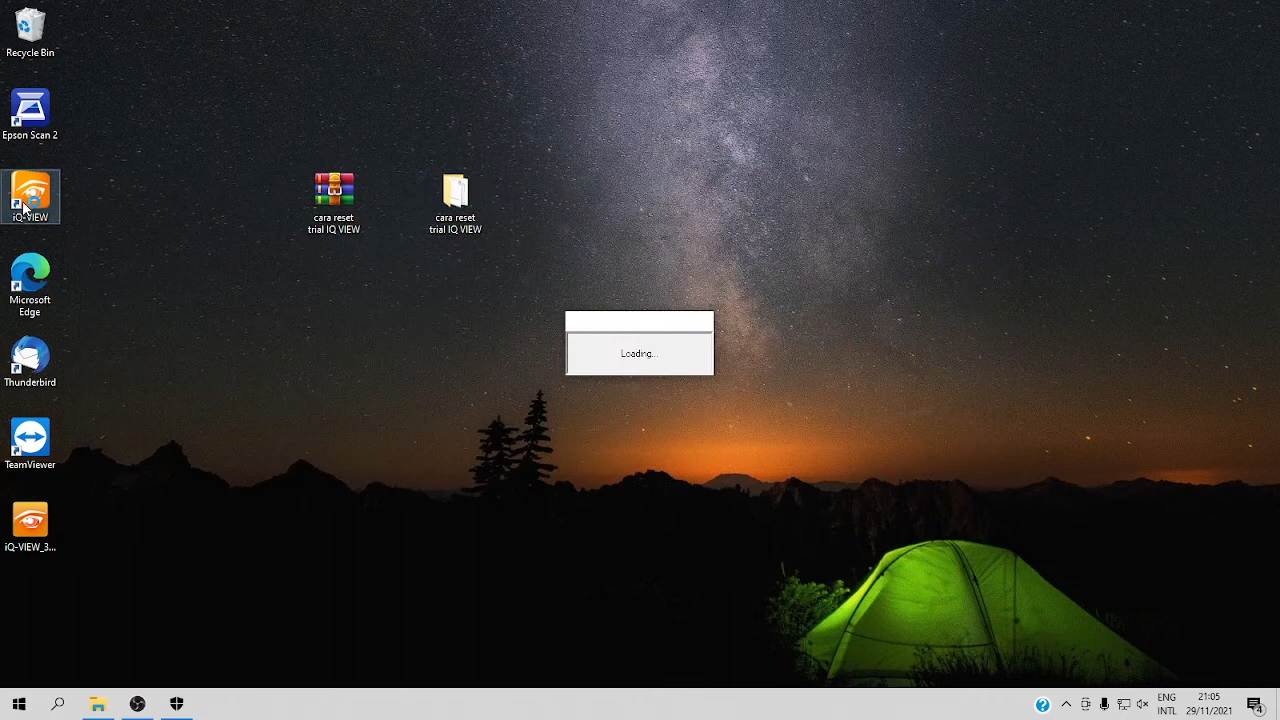 Recycle Bin
Epson Scan 2
iQ-VIEW
cara reset
trial IQ VIEW
cara reset
trial IQ VIEW
Microsoft
Edge
Loading...
Thunderbird
TeamViewer
iQ-VIEW_3...
ENG
INTL
21:05
29/11/2021
4